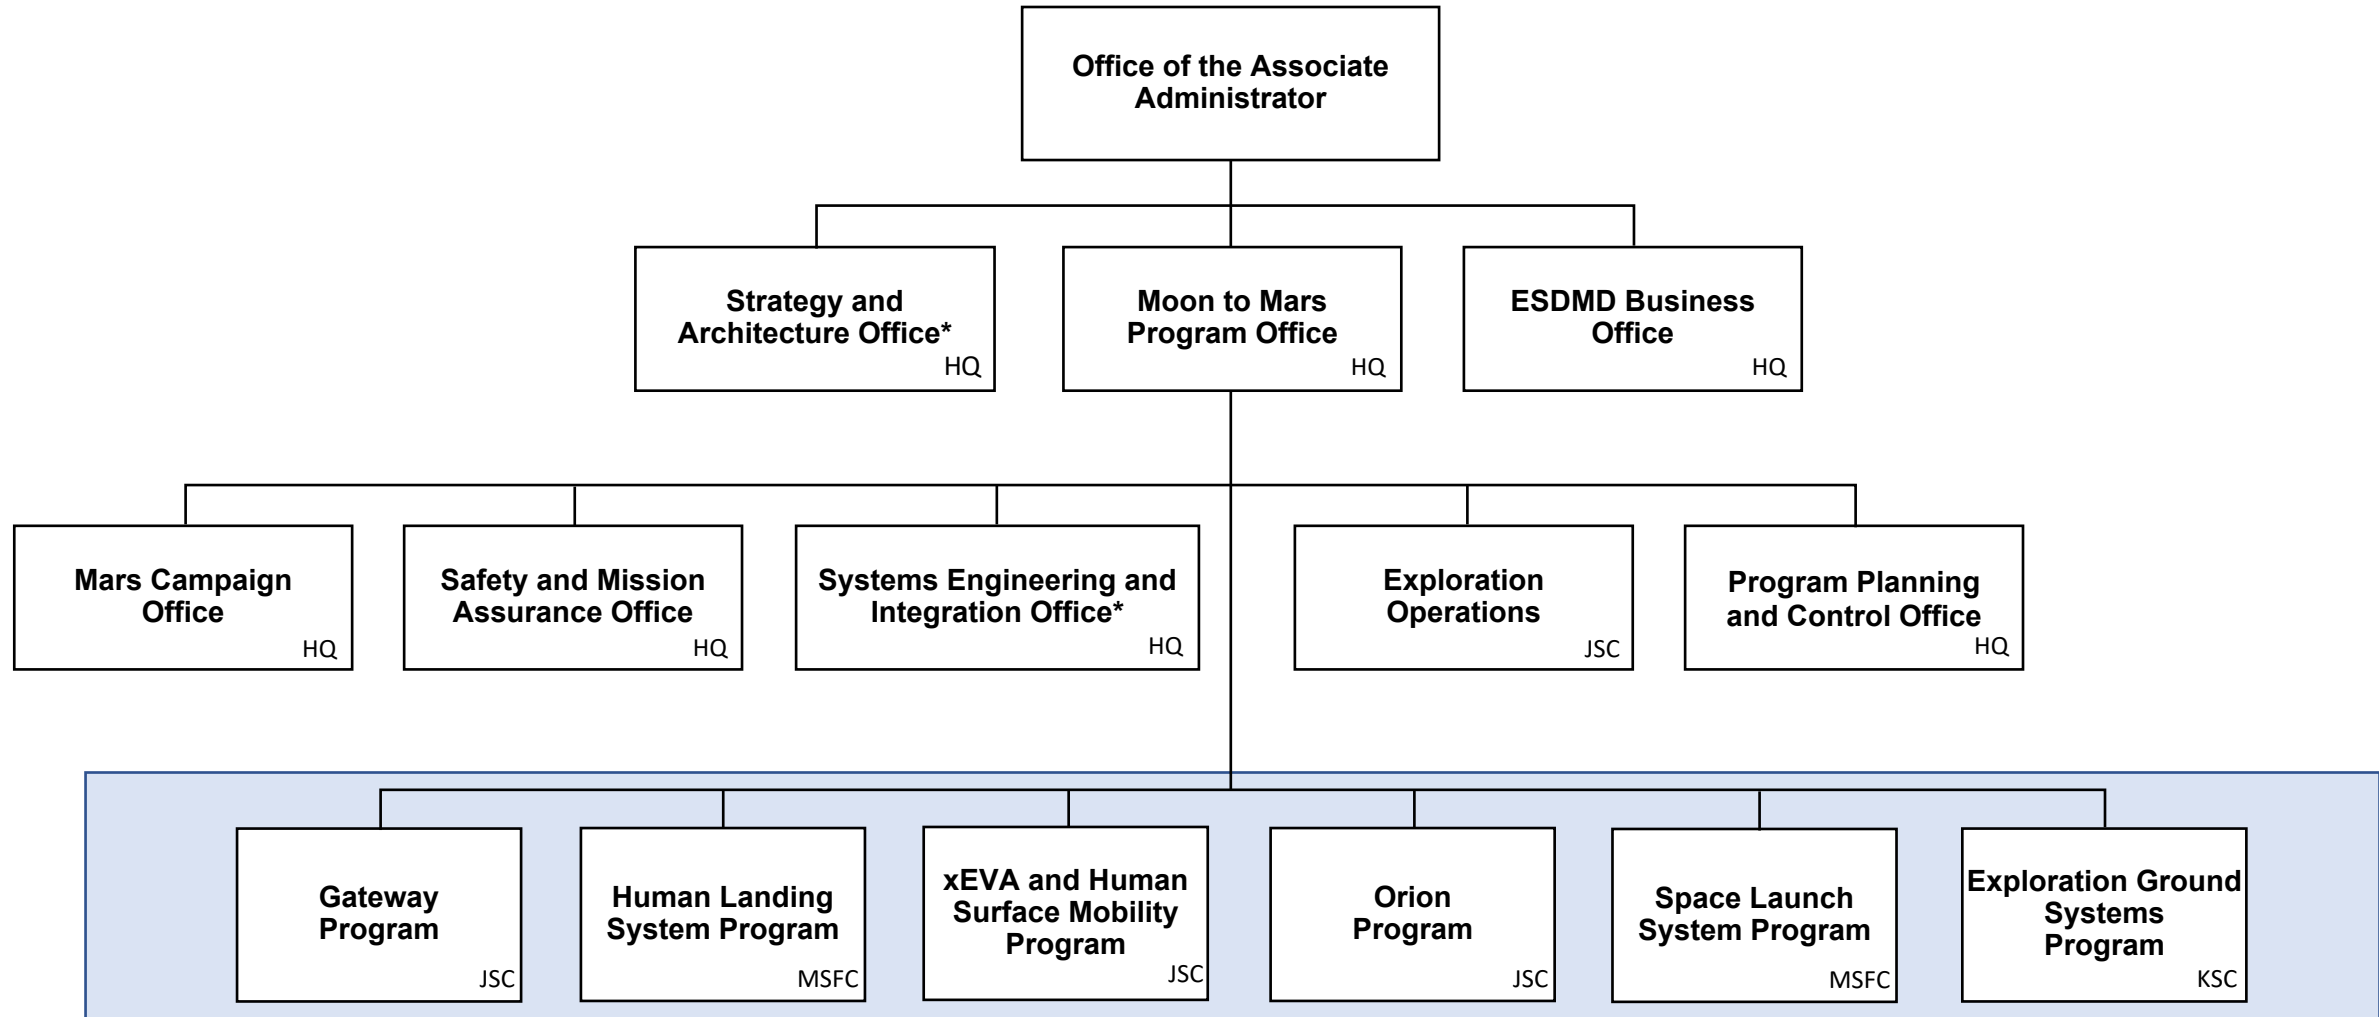 Office of the Associate
Administrator
Strategy and
Architecture Office*
HQ
Moon to Mars
Program Office
HQ
ESDMD Business
Office
HQ
Mars Campaign
Office
HQ
Safety and Mission
Assurance Office
HQ
Systems Engineering and
Integration Office*
HQ
Exploration
Operations
JSC
Program Planning
and Control Office
HQ
Gateway
Program
JSC
Human Landing
System Program
MSFC
xEVA and Human
Surface Mobility
Program
JSC
Orion
Program
JSC
Space Launch
System Program
MSFC
Exploration Ground
Systems
Program
KSC